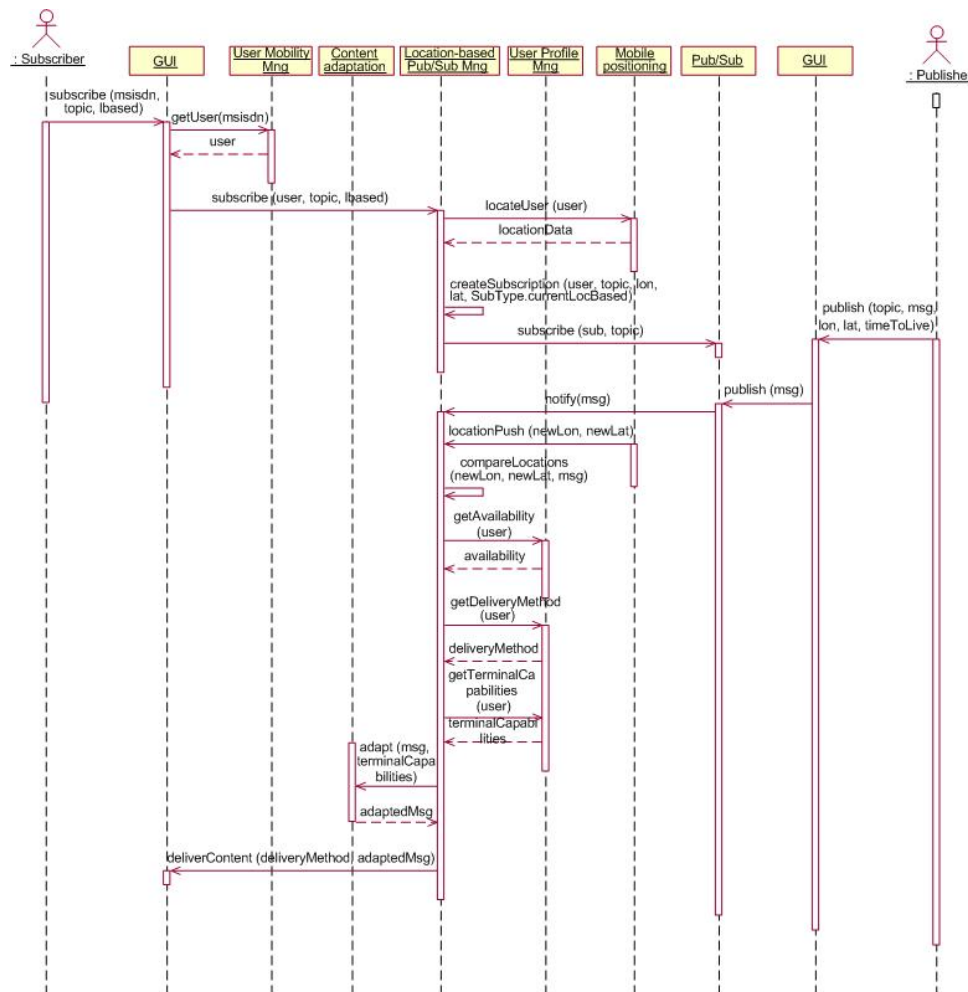 : Subscriber
GUI
User Mobility
Mng
Content
adaptation
Location-based
Pub/Sub Mng
User Profile
Mng
Mobile
positioning
Pub/Sub
GUI
: Publishe
subscribe (msisdn,
topic, lbased)
getUser(msisdn)
user
subscribe (user, topic, lbased)
locateUser (user)
locationData
createSubscription (user, topic, lon,
lat, SubType.currentLocBased)
publish (topic, msg,
lon, lat, timeToLive)
subscribe (sub, topic)
publish (msg)
notify(msg)
locationPush (newLon, newLat)
compareLocations
(newLon, newLat, msg)
getAvailability
(user)
availability
getDeliveryMethod
(user)
deliveryMethod
getTerminalCa
pabilities
(user)
terminalCapabi
lities
adapt (msg,
terminalCapa
bilities)
adaptedMsg
deliverContent (deliveryMethod, adaptedMsg)